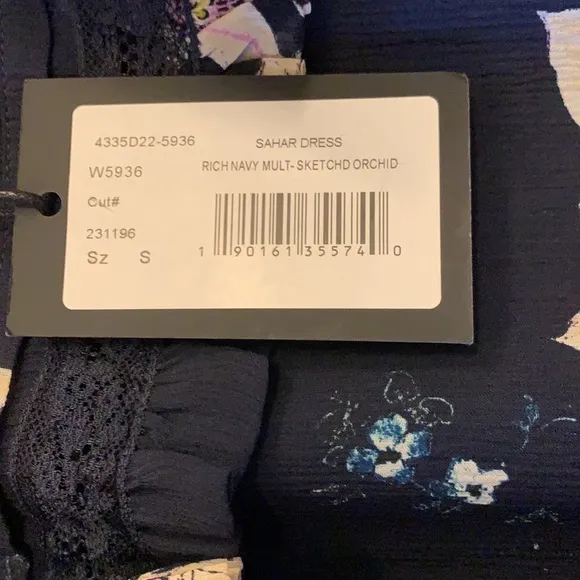 4335D22-5936
SAHAR DRESS
W5936
RICH NAVY MULT- SKETCHD ORCHID
Cut#
231196
Sz S
1 90161 35574 0